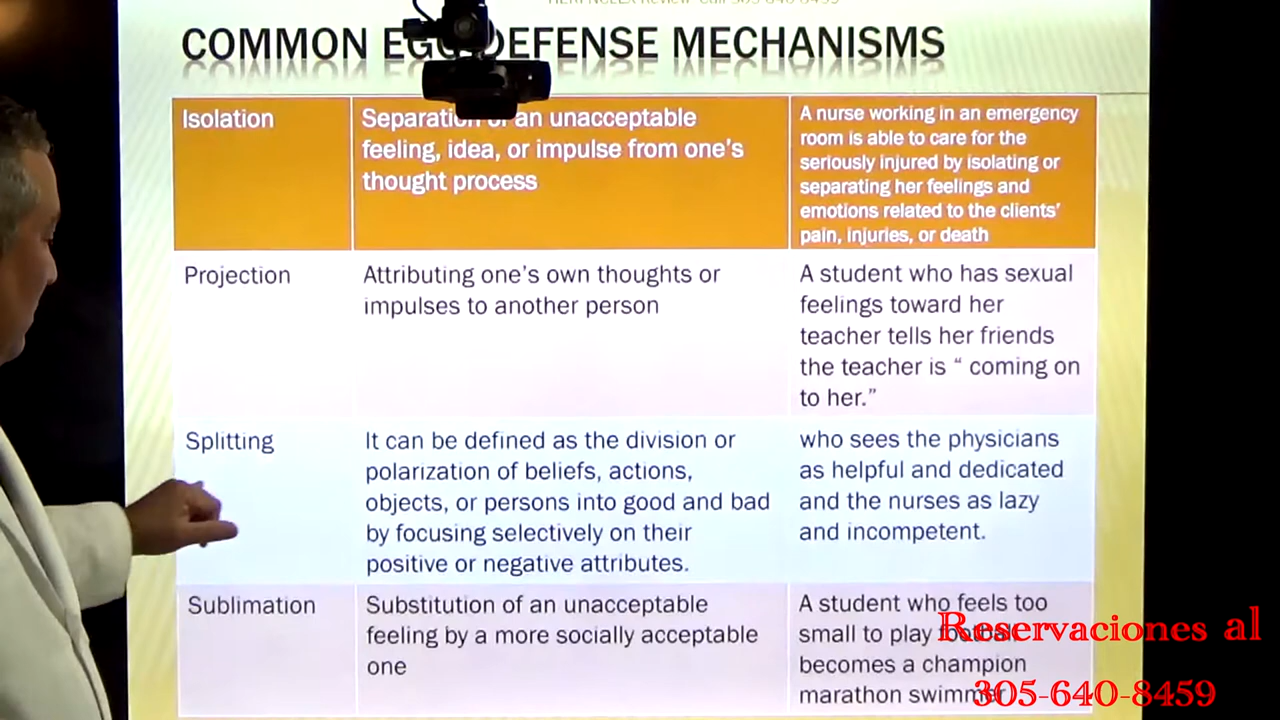 COMMON EGO DEFENSE MECHANISMS
Isolation
Separation of an unacceptable
feeling, idea, or impulse from one's
thought process
A nurse working in an emergency
room is able to care for the
seriously injured by isolating or
separating her feelings and
emotions related to the clients'
pain, injuries, or death
Projection
Attributing one's own thoughts or
impulses to another person
A student who has sexual
feelings toward her
teacher tells her friends
the teacher is “ coming on
to her.”
Splitting
It can be defined as the division or
polarization of beliefs, actions,
objects, or persons into good and bad
by focusing selectively on their
positive or negative attributes.
who sees the physicians
as helpful and dedicated
and the nurses as lazy
and incompetent.
Sublimation
Substitution of an unacceptable
feeling by a more socially acceptable
one
A student who feels too
small to play football
becomes a champion
marathon swimmer
Reservaciones al
305-640-8459